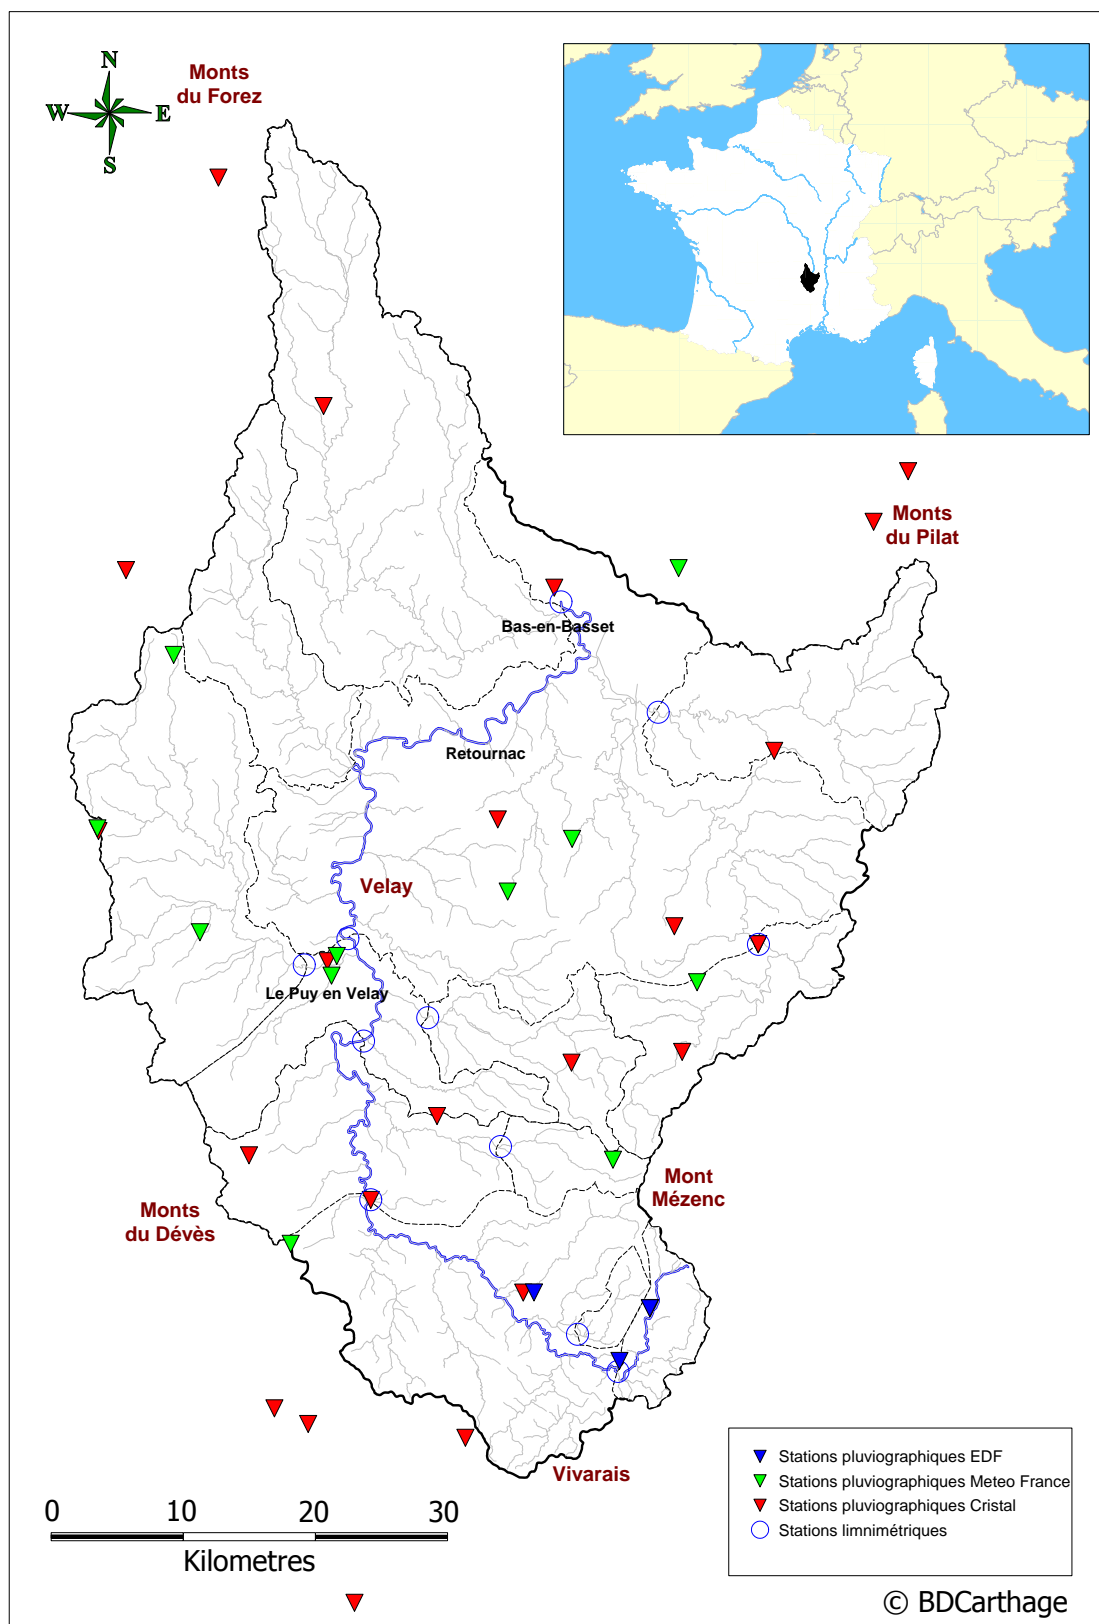 N
W
E
S
Monts
du Forez
Monts
du Pilat
Bas-en-Basset
Retournac
Velay
Le Puy en Velay
Mont
Mézenc
Monts
du Dévès
Vivarais
Stations pluviographiques EDF
Stations pluviographiques Meteo France
Stations pluviographiques Cristal
Stations limnimétriques
0 10 20 30
Kilometres
© BDCarthage